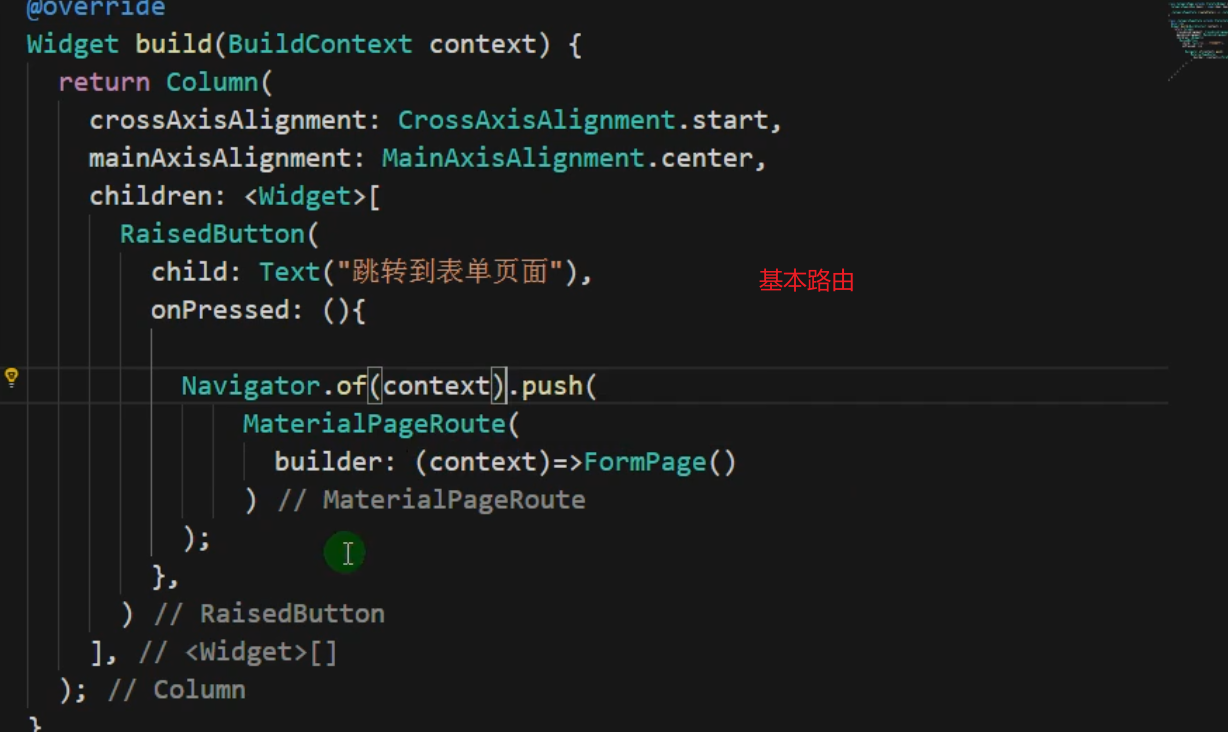 @override
Widget build(BuildContext context) {
return Column(
crossAxisAlignment: CrossAxisAlignment.start,
mainAxisAlignment: MainAxisAlignment.center,
children: <Widget>[
RaisedButton(
child: Text("跳转到表单页面"),
基本路由
onPressed: (){
Navigator.of(context).push(
MaterialPageRoute(
builder: (context)=>FormPage()
) // MaterialPageRoute
);
},
) // RaisedButton
], // <Widget>[]
); // Column
}